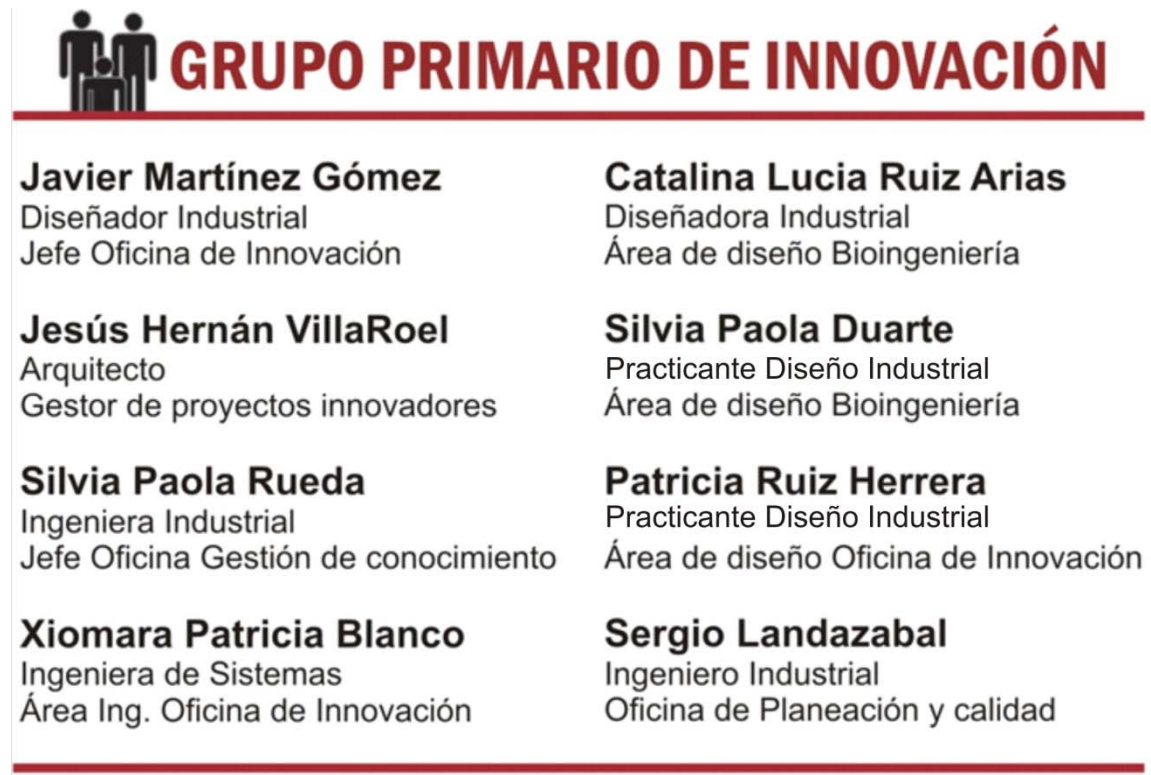 GRUPO PRIMARIO DE INNOVACIÓN
Javier Martínez Gómez
Diseñador Industrial
Jefe Oficina de Innovación
Jesús Hernán VillaRoel
Arquitecto
Gestor de proyectos innovadores
Silvia Paola Rueda
Ingeniera Industrial
Jefe Oficina Gestión de conocimiento
Xiomara Patricia Blanco
Ingeniera de Sistemas
Área Ing. Oficina de Innovación
Catalina Lucia Ruiz Arias
Diseñadora Industrial
Área de diseño Bioingeniería
Silvia Paola Duarte
Practicante Diseño Industrial
Área de diseño Bioingeniería
Patricia Ruiz Herrera
Practicante Diseño Industrial
Área de diseño Oficina de Innovación
Sergio Landazabal
Ingeniero Industrial
Oficina de Planeación y calidad